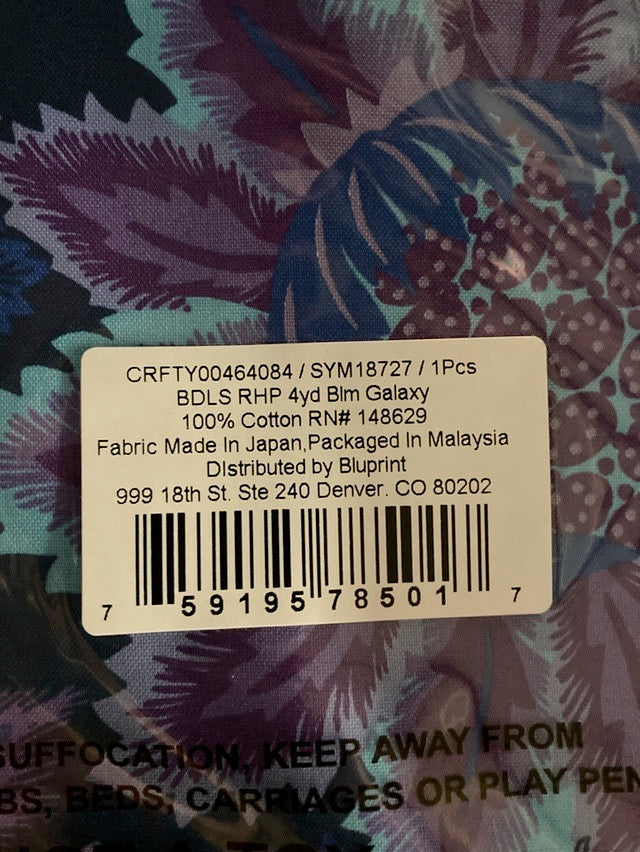 CRFTY00464084 / SYM18727 / 1Pcs
BDLS RHP 4yd Blm Galaxy
100% Cotton RN# 148629
Fabric Made In Japan,Packaged In Malaysia
DIstributed by Bluprint
999 18th St. Ste 240 Denver. CO 80202
7 59195 78501 7
SUFFOCATION, KEEP AWAY FROM
BS, BEDS, CARRIAGES OR PLAY PEN